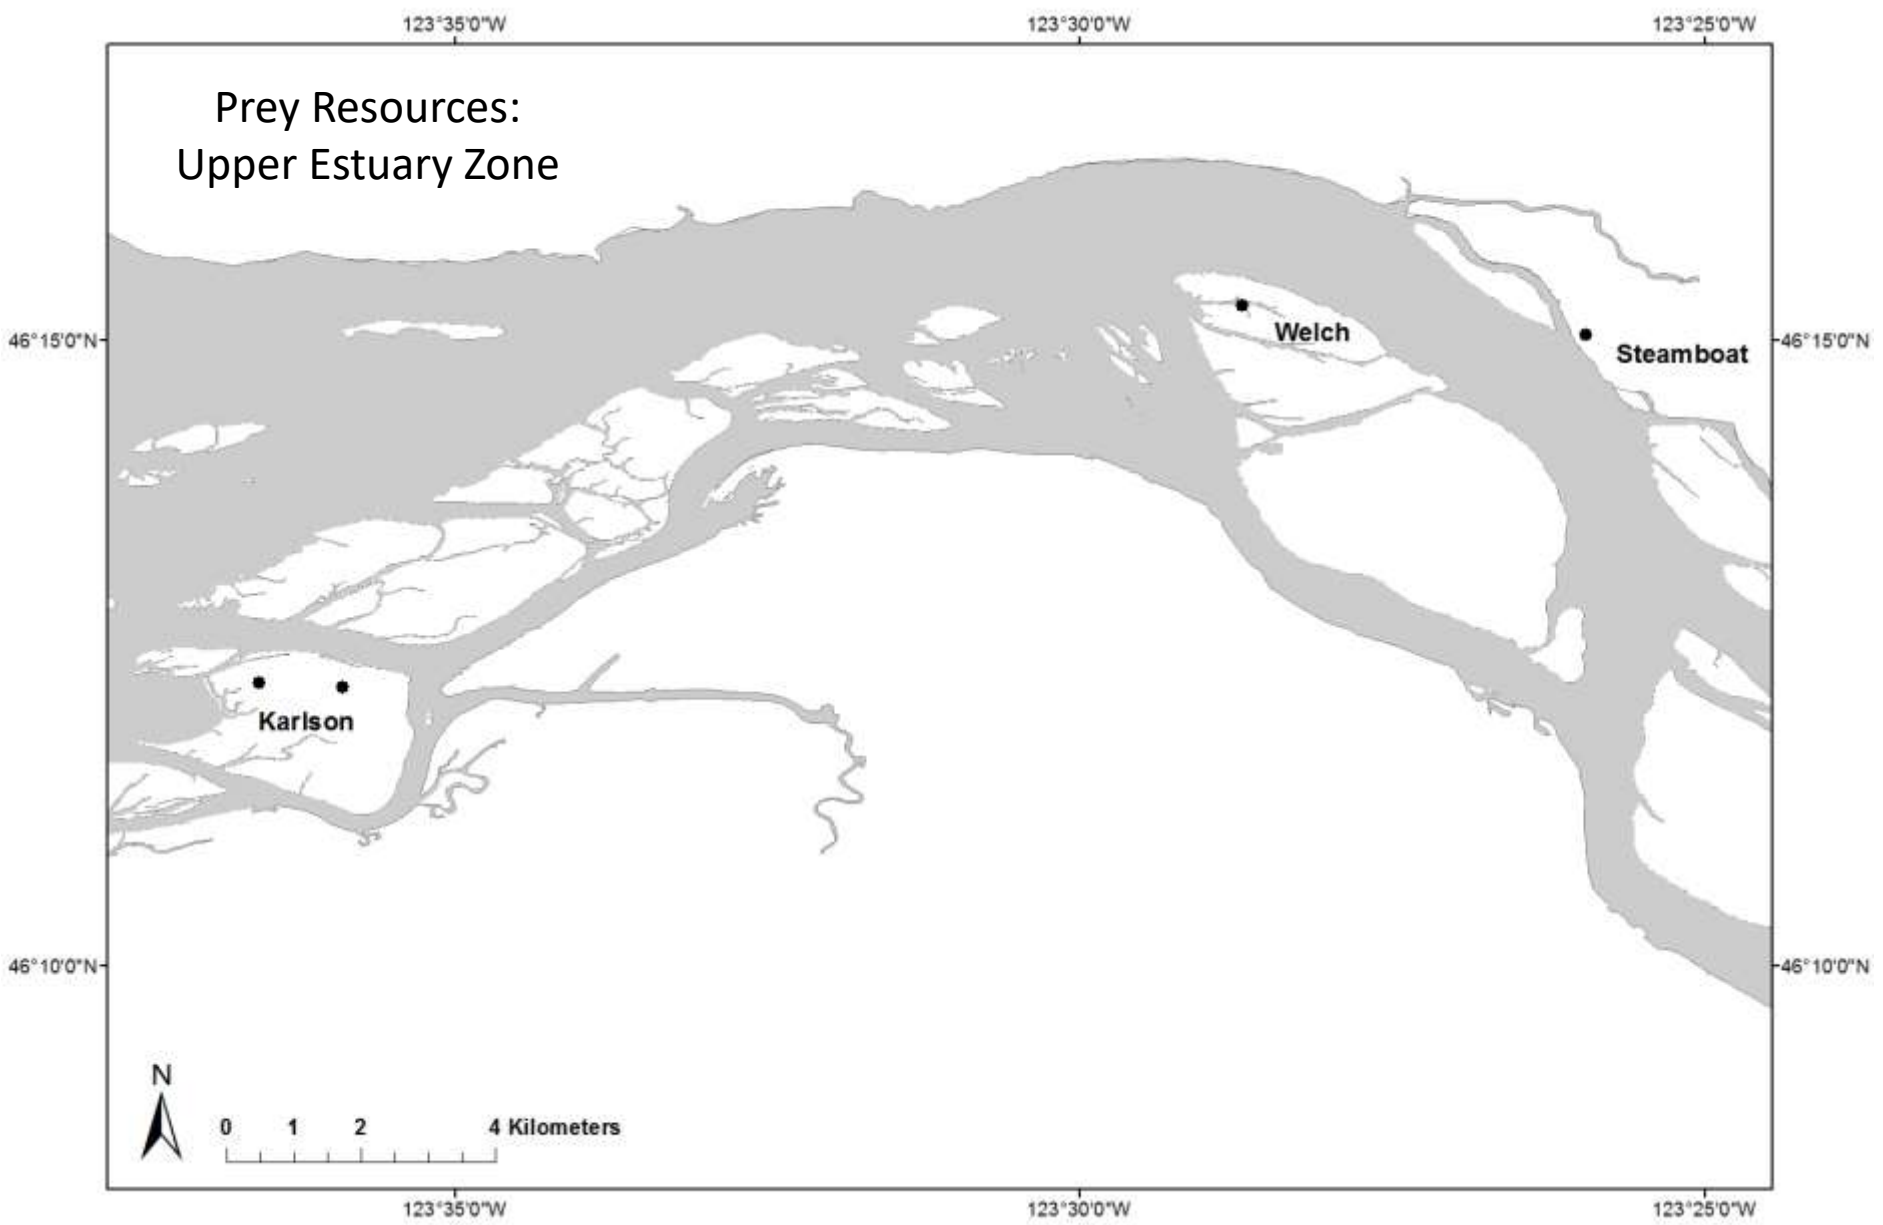 123°35'0"W 123°30'0"W 123°25'0"W
Prey Resources:
Upper Estuary Zone
46°15'0"N Welch 46°15'0"N
Steamboat
Karlson
46°10'0"N 46°10'0"N
N
0 1 2 4 Kilometers
123°35'0"W 123°30'0"W 123°25'0"W